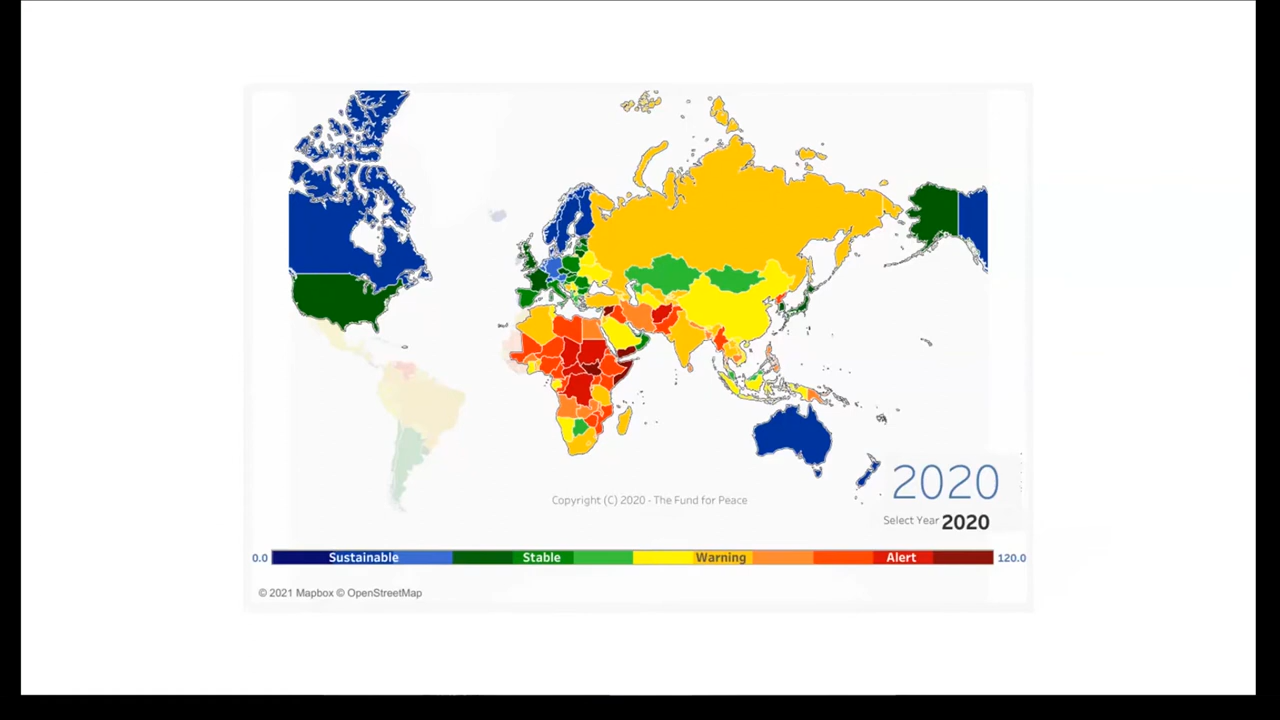 Copyright (C) 2020 - The Fund for Peace
2020
Select Year 2020
0.0 Sustainable Stable Warning Alert 120.0
© 2021 Mapbox © OpenStreetMap